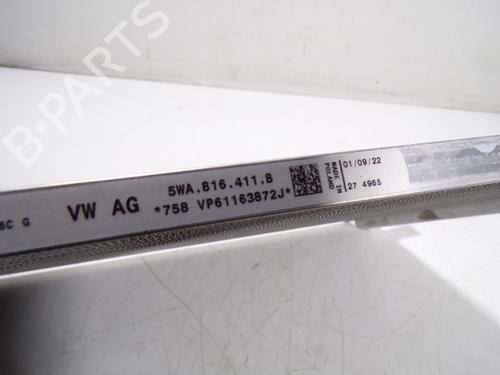 B-PARTS
5C G
VW AG
5WA.816.411.B
*758 VP61163872J*
MADE IN
POLAND
01/09/22
27 4965